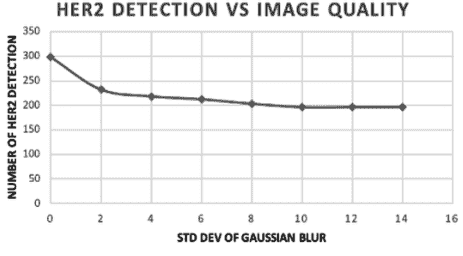 HER2 DETECTION VS IMAGE QUALITY
350
300
250
200
150
100
50
0
NUMBER OF HER2 DETECTION
0 2 4 6 8 10 12 14 16
STD DEV OF GAUSSIAN BLUR